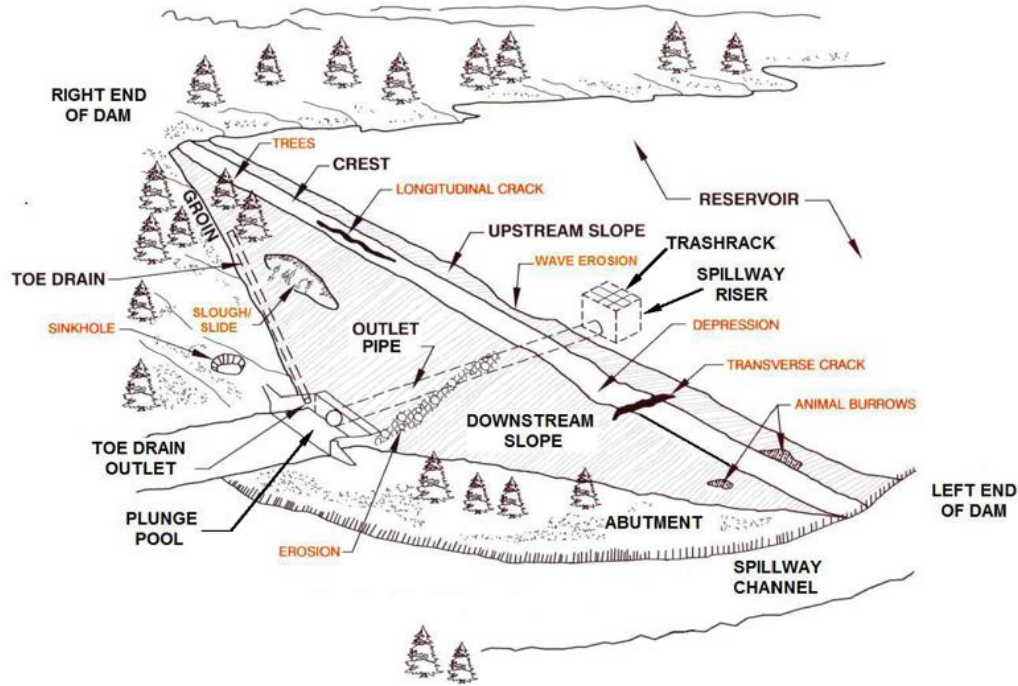 RIGHT END
OF DAM
TREES
CREST
LONGITUDINAL CRACK
RESERVOIR
GROIN
UPSTREAM SLOPE
TRASHRACK
WAVE EROSION
SPILLWAY
RISER
TOE DRAIN
SLOUGH/
SLIDE
SINKHOLE
OUTLET
PIPE
DEPRESSION
TRANSVERSE CRACK
ANIMAL BURROWS
DOWNSTREAM
SLOPE
TOE DRAIN
OUTLET
LEFT END
OF DAM
PLUNGE
POOL
ABUTMENT
EROSION
SPILLWAY
CHANNEL